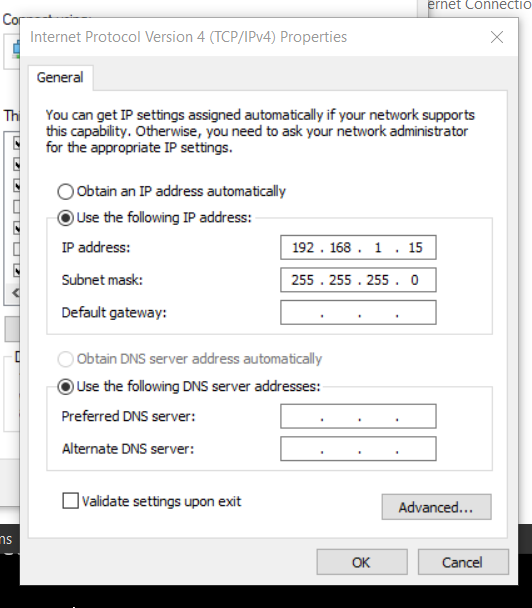 Connect using:
ernet Connectio
Internet Protocol Version 4 (TCP/IPv4) Properties
General
You can get IP settings assigned automatically if your network supports
this capability. Otherwise, you need to ask your network administrator
for the appropriate IP settings.
Thi
Obtain an IP address automatically
Use the following IP address:
IP address: 192 . 168 . 1 . 15
Subnet mask: 255 . 255 . 255 . 0
Default gateway: . . .
Obtain DNS server address automatically
D
Use the following DNS server addresses:
Preferred DNS server: . . .
Alternate DNS server: . . .
Validate settings upon exit
Advanced...
ms
OK Cancel